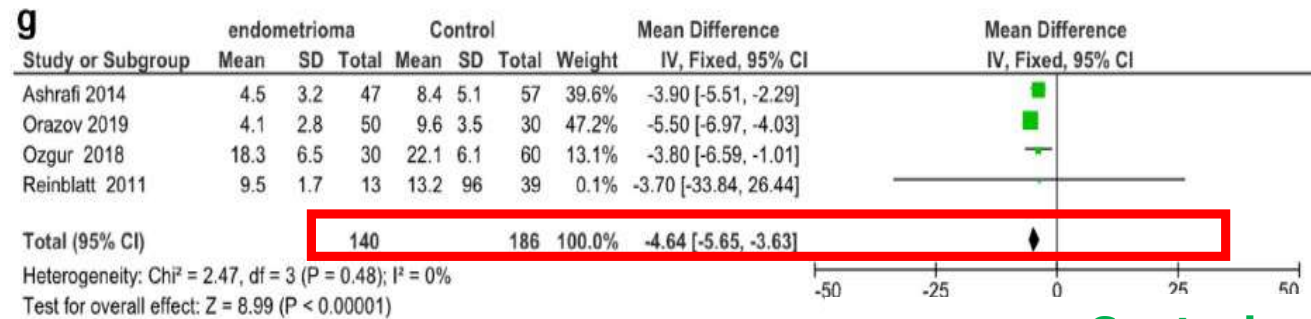 g
endometrioma Control Mean Difference Mean Difference
Study or Subgroup Mean SD Total Mean SD Total Weight IV, Fixed, 95% CI IV, Fixed, 95% CI
Ashrafi 2014 4.5 3.2 47 8.4 5.1 57 39.6% -3.90 [-5.51, -2.29]
Orazov 2019 4.1 2.8 50 9.6 3.5 30 47.2% -5.50 [-6.97, -4.03]
Ozgur 2018 18.3 6.5 30 22.1 6.1 60 13.1% -3.80 [-6.59, -1.01]
Reinblatt 2011 9.5 1.7 13 13.2 96 39 0.1% -3.70 [-33.84, 26.44]
Total (95% CI) 140 186 100.0% -4.64 [-5.65, -3.63]
Heterogeneity: Chi² = 2.47, df = 3 (P = 0.48); I² = 0%
-50 -25 0 25 50
Test for overall effect: Z = 8.99 (P < 0.00001)